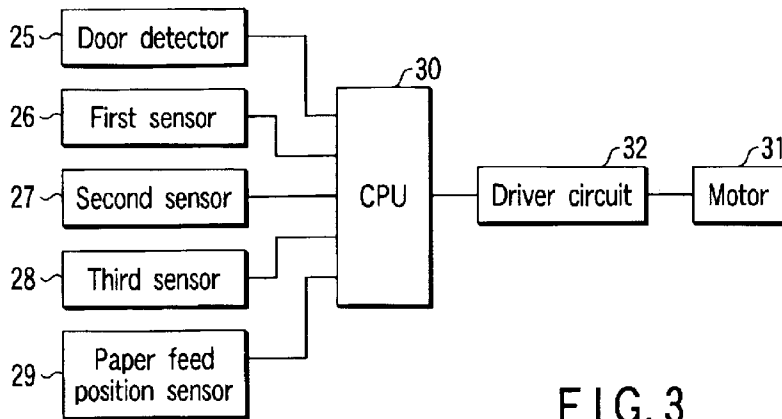 25
Door detector
26
First sensor
27
Second sensor
28
Third sensor
29
Paper feed
position sensor
30
CPU
32
Driver circuit
31
Motor
FIG. 3